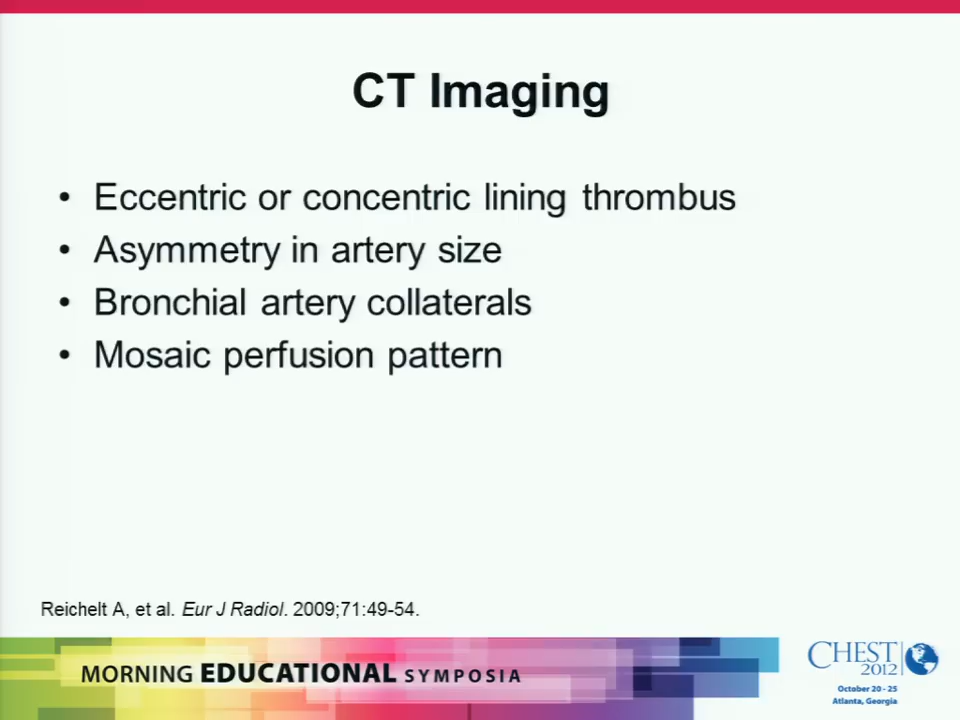 CT Imaging
• Eccentric or concentric lining thrombus
• Asymmetry in artery size
• Bronchial artery collaterals
• Mosaic perfusion pattern
Reichelt A, et al. Eur J Radiol. 2009;71:49-54.
MORNING EDUCATIONAL SYMPOSIA
CHEST
2012
October 20 - 25
Atlanta, Georgia